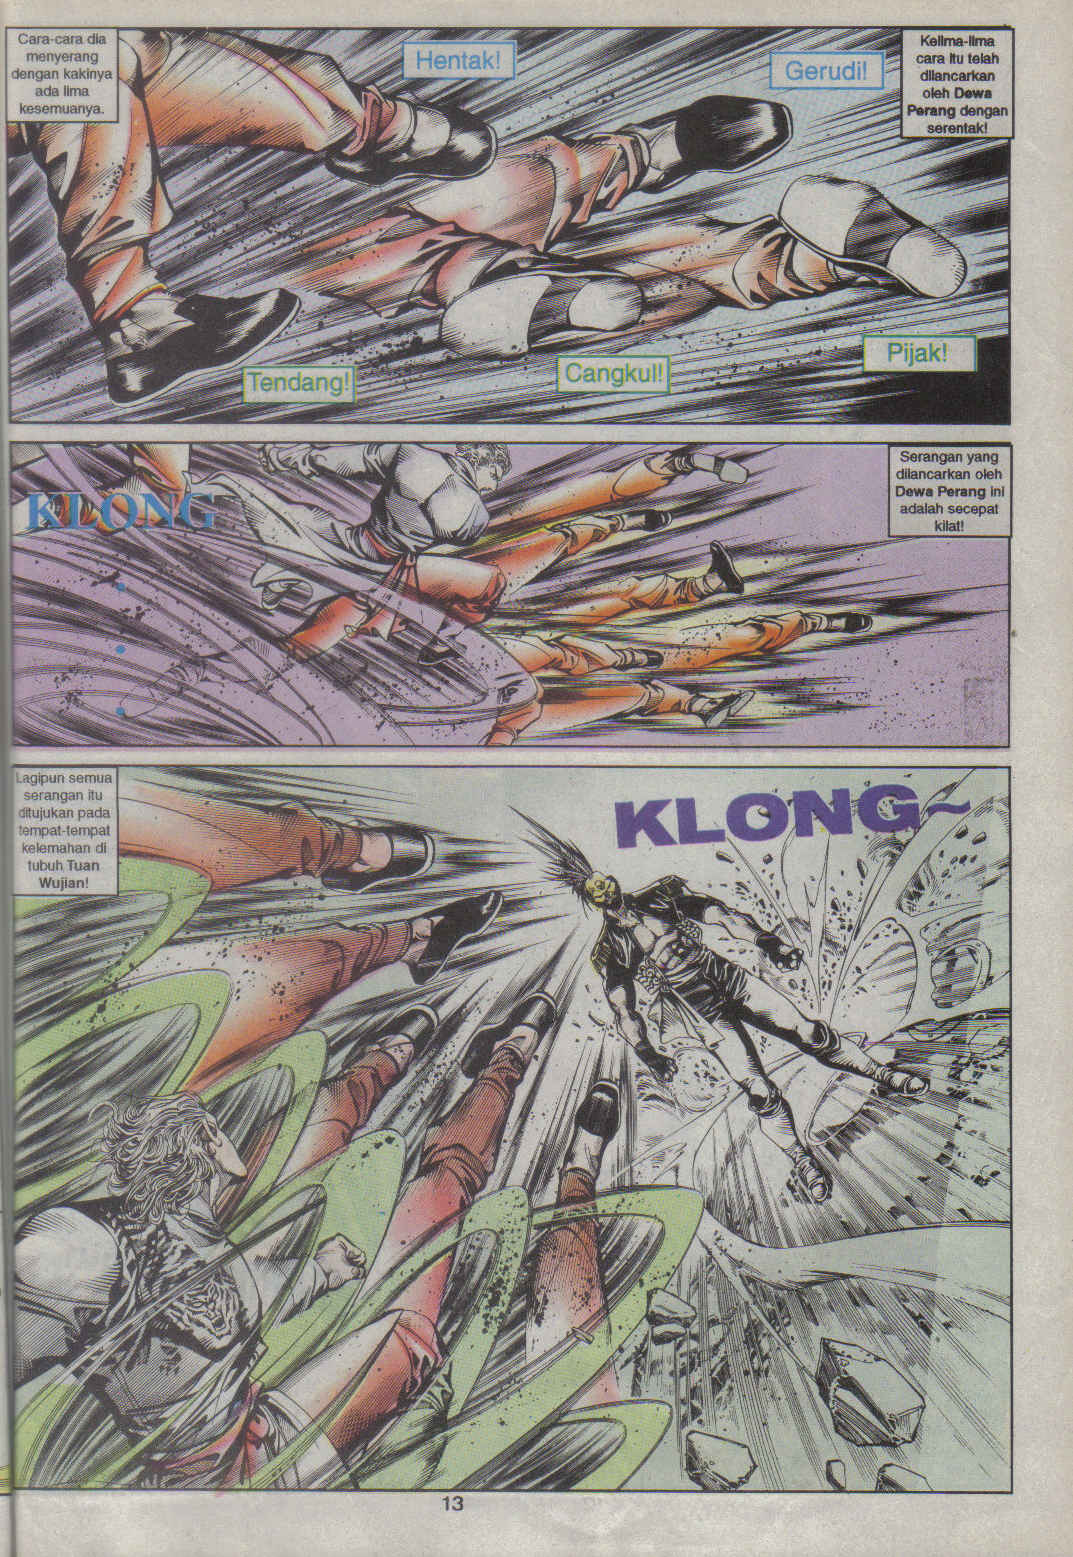 Cara-cara dia
menyerang
dengan kakinya
ada lima
kesemuanya.
Hentak!
Gerudi!
Kelima-lima
cara itu telah
dilancarkan
oleh Dewa
Perang dengan
serentak!
Tendang!
Cangkul!
Pijak!
KLONG
Serangan yang
dilancarkan oleh
Dewa Perang ini
adalah secepat
kilat!
Lagipun semua
serangan itu
ditujukan pada
tempat-tempat
kelemahan di
tubuh Tuan
Wujian!
KLONG~
13